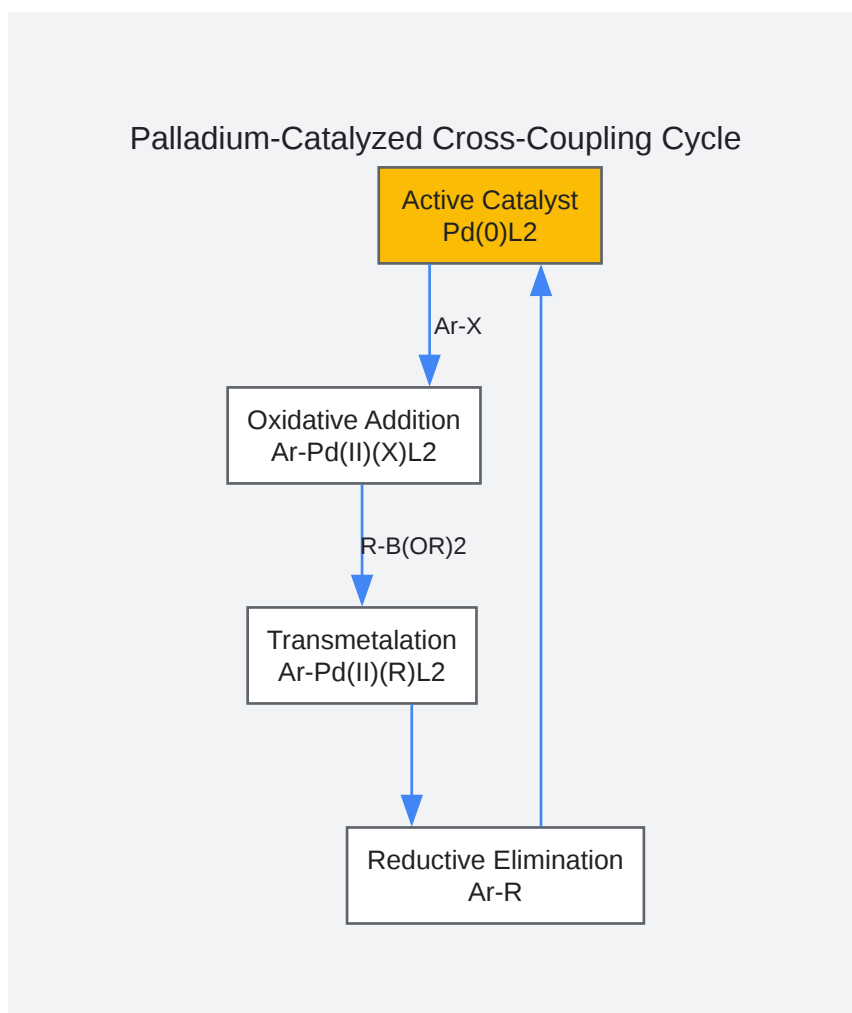 Palladium-Catalyzed Cross-Coupling Cycle
Active Catalyst
Pd(0)L2
Ar-X
Oxidative Addition
Ar-Pd(II)(X)L2
R-B(OR)2
Transmetalation
Ar-Pd(II)(R)L2
Reductive Elimination
Ar-R